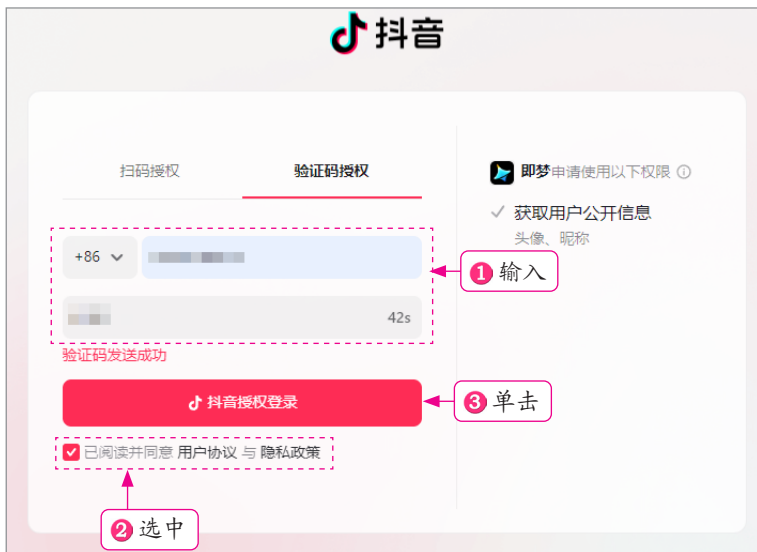 抖音
扫码授权
验证码授权
+86
42s
验证码发送成功
抖音授权登录
已阅读并同意 用户协议 与 隐私政策
即梦申请使用以下权限
获取用户公开信息
头像、昵称
1 输入
3 单击
2 选中